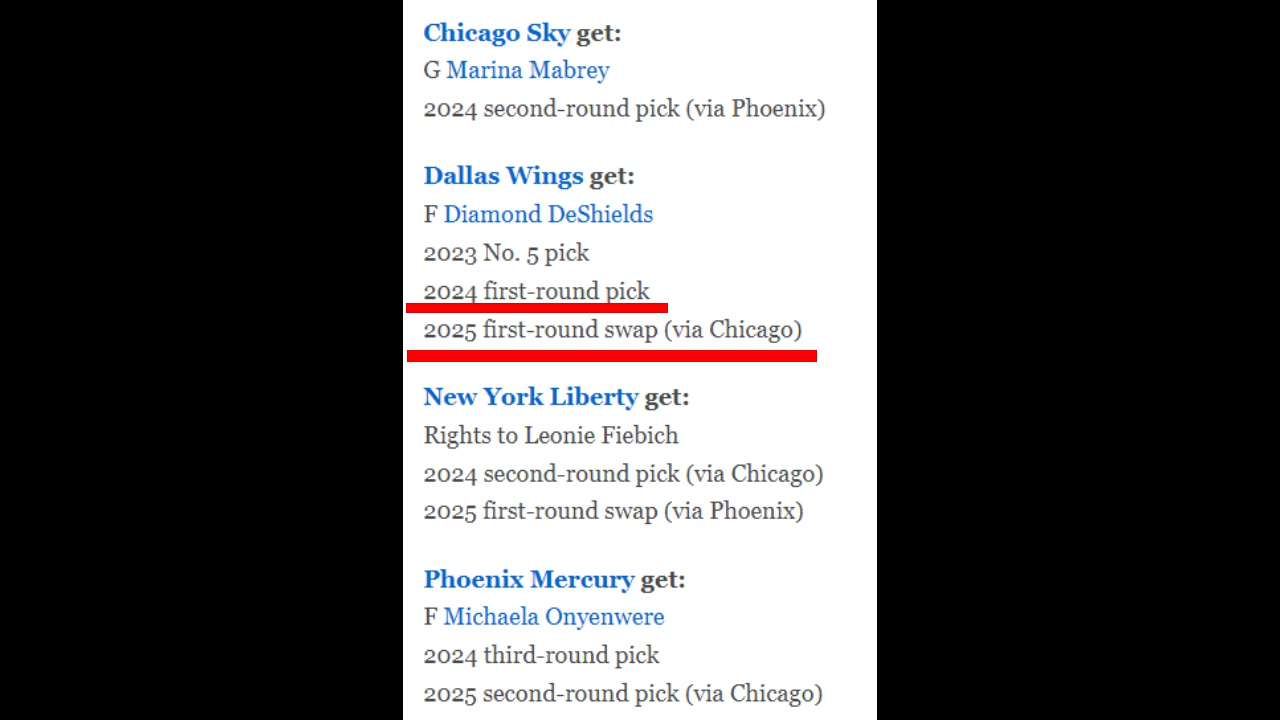 Chicago Sky get:
G Marina Mabrey
2024 second-round pick (via Phoenix)
Dallas Wings get:
F Diamond DeShields
2023 No. 5 pick
2024 first-round pick
2025 first-round swap (via Chicago)
New York Liberty get:
Rights to Leonie Fiebich
2024 second-round pick (via Chicago)
2025 first-round swap (via Phoenix)
Phoenix Mercury get:
F Michaela Onyenwere
2024 third-round pick
2025 second-round pick (via Chicago)